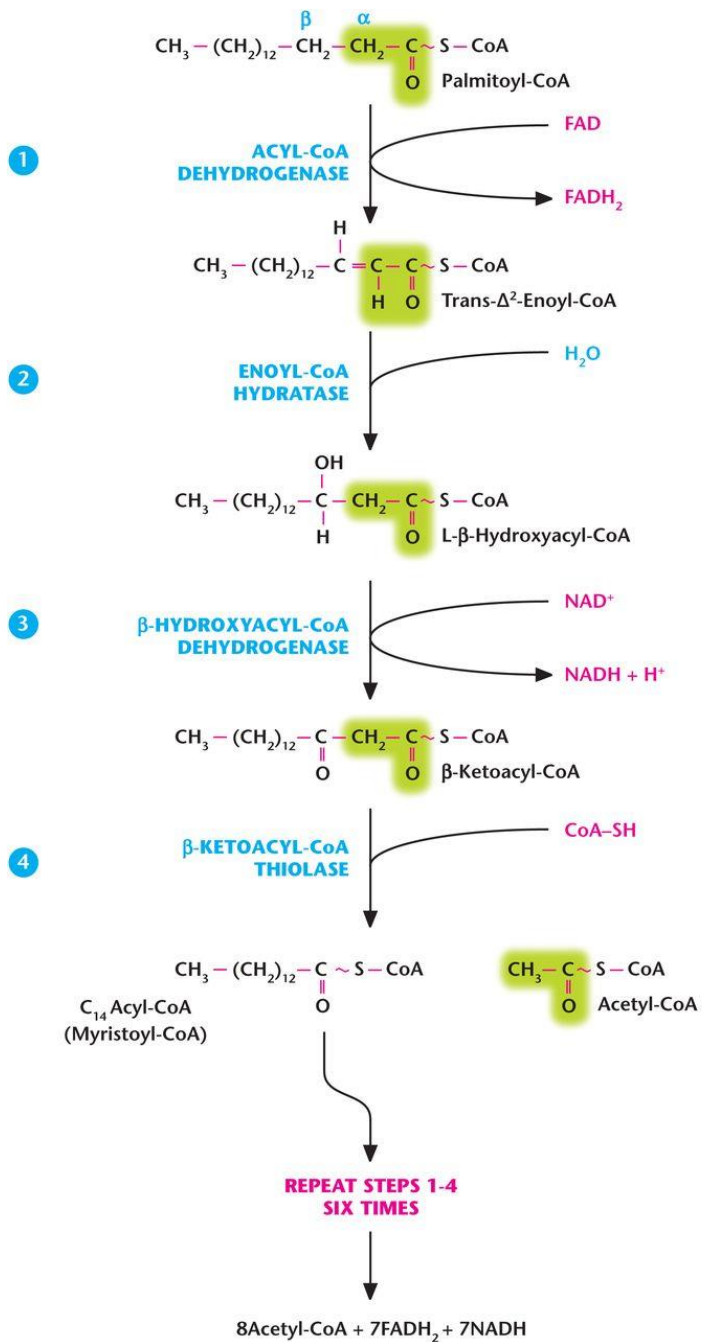 β α
CH₃ — (CH₂)₁₂ — CH₂ — CH₂ — C ~ S — CoA
O
Palmitoyl-CoA
1
ACYL-CoA
DEHYDROGENASE
FAD
FADH₂
H
CH₃ — (CH₂)₁₂ — C = C — C ~ S — CoA
H O
Trans-Δ²-Enoyl-CoA
2
ENOYL-CoA
HYDRATASE
H₂O
OH
CH₃ — (CH₂)₁₂ — C — CH₂ — C ~ S — CoA
H O
L-β-Hydroxyacyl-CoA
3
β-HYDROXYACYL-CoA
DEHYDROGENASE
NAD⁺
NADH + H⁺
CH₃ — (CH₂)₁₂ — C — CH₂ — C ~ S — CoA
O O
β-Ketoacyl-CoA
4
β-KETOACYL-CoA
THIOLASE
CoA–SH
CH₃ — (CH₂)₁₂ — C ~ S — CoA
O
C₁₄ Acyl-CoA
(Myristoyl-CoA)
CH₃ — C ~ S — CoA
O
Acetyl-CoA
REPEAT STEPS 1-4
SIX TIMES
8Acetyl-CoA + 7FADH₂ + 7NADH